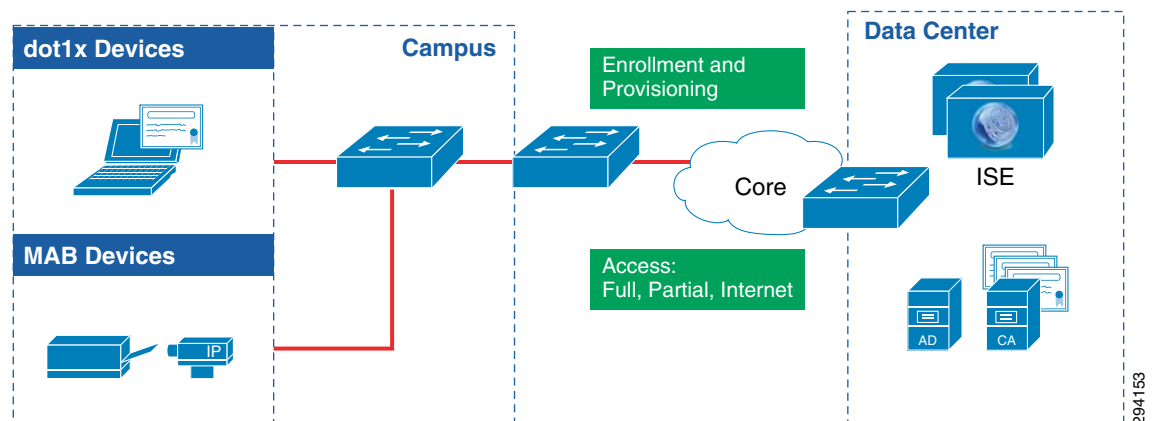 dot1x Devices
Campus
Enrollment and
Provisioning
Data Center
ISE
Core
MAB Devices
IP
Access:
Full, Partial, Internet
AD
CA
294153